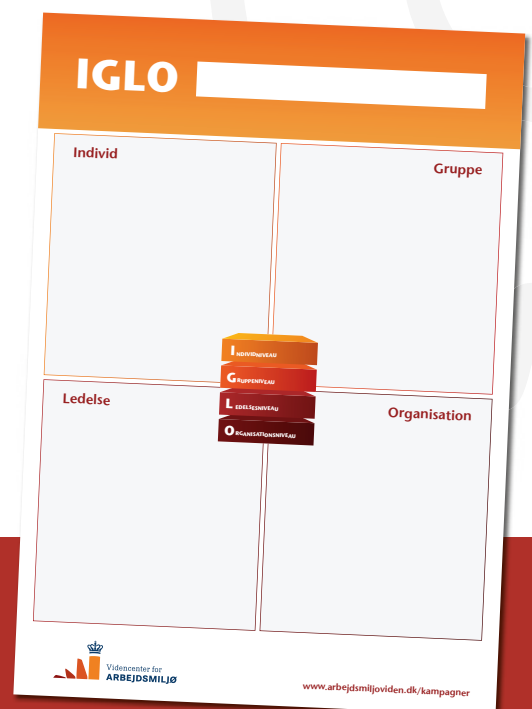 IGLO
Individ
Gruppe
INDIVIDNIVEAU
GRUPPENIVEAU
LEDELSESNIVEAU
ORGANISATIONSNIVEAU
Ledelse
Organisation
Videncenter for
ARBEJDSMILJØ
www.arbejdsmiljoviden.dk/kampagner